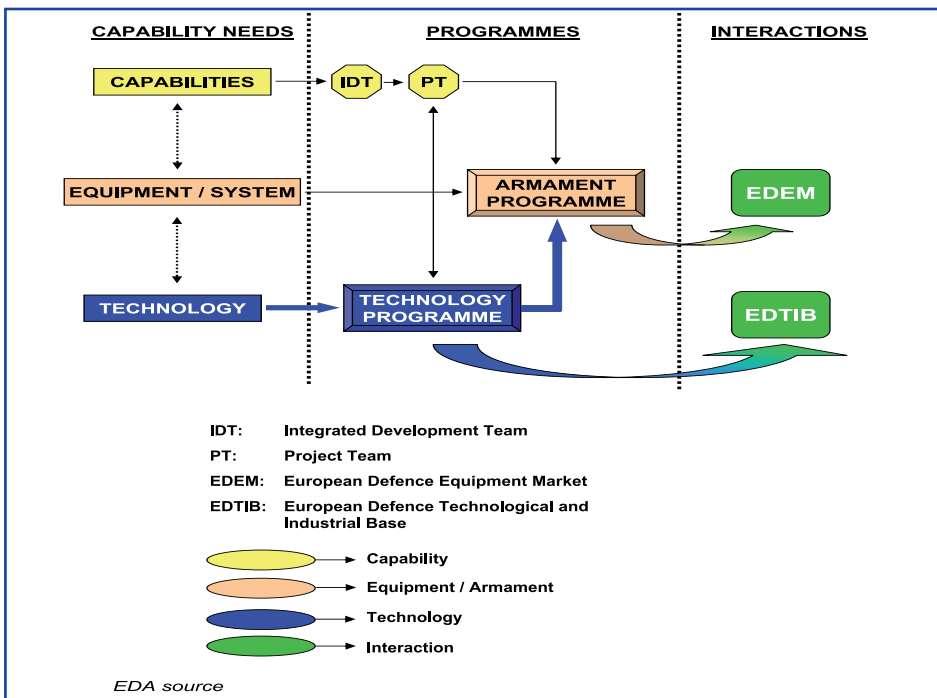 CAPABILITY NEEDS
PROGRAMMES
INTERACTIONS
CAPABILITIES
IDT
PT
EQUIPMENT / SYSTEM
ARMAMENT
PROGRAMME
EDEM
TECHNOLOGY
TECHNOLOGY
PROGRAMME
EDTIB
IDT: Integrated Development Team
PT: Project Team
EDEM: European Defence Equipment Market
EDTIB: European Defence Technological and
Industrial Base
Capability
Equipment / Armament
Technology
Interaction
EDA source